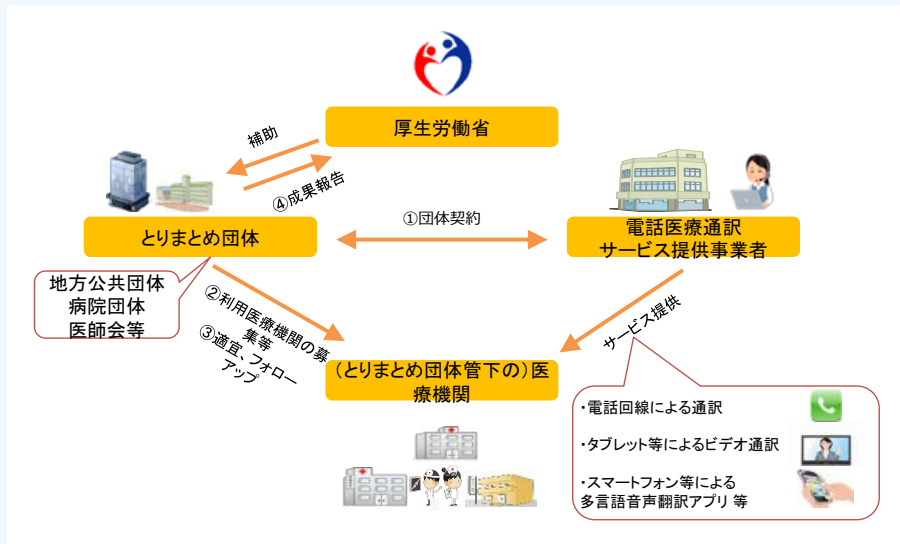 厚生労働省
補助
④成果報告
①団体契約
とりまとめ団体
電話医療通訳
サービス提供事業者
地方公共団体
病院団体
医師会等
②利用医療機関の募
集等
③適宜、フォロー
アップ
サービス提供
(とりまとめ団体管下の)医
療機関
・電話回線による通訳
・タブレット等によるビデオ通訳
・スマートフォン等による
多言語音声翻訳アプリ 等